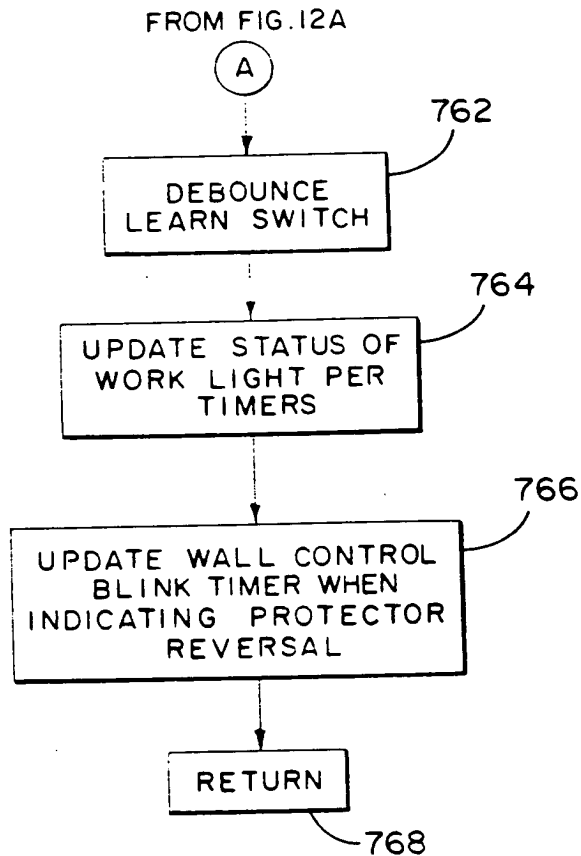 FROM FIG.12A
A
762
DEBOUNCE
LEARN SWITCH
764
UPDATE STATUS OF
WORK LIGHT PER
TIMERS
766
UPDATE WALL CONTROL
BLINK TIMER WHEN
INDICATING PROTECTOR
REVERSAL
RETURN
768